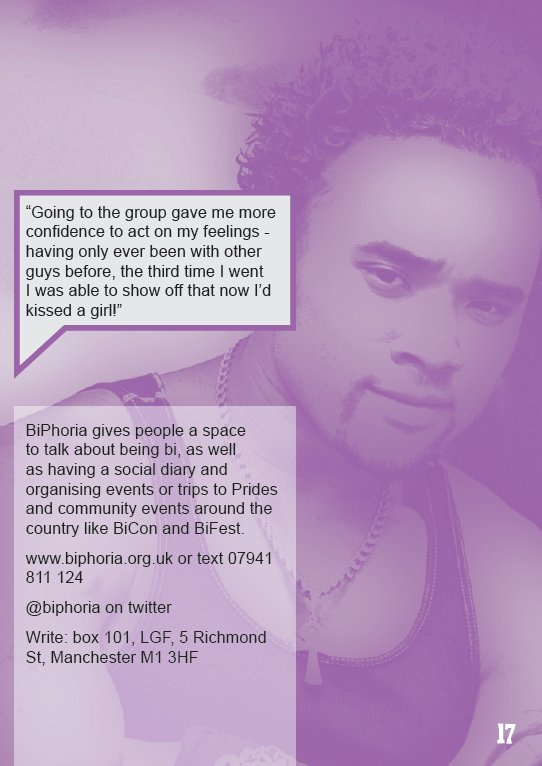 “Going to the group gave me more
confidence to act on my feelings -
having only ever been with other
guys before, the third time I went
I was able to show off that now I’d
kissed a girl!”
BiPhoria gives people a space
to talk about being bi, as well
as having a social diary and
organising events or trips to Prides
and community events around the
country like BiCon and BiFest.
www.biphoria.org.uk or text 07941
811 124
@biphoria on twitter
Write: box 101, LGF, 5 Richmond
St, Manchester M1 3HF
17